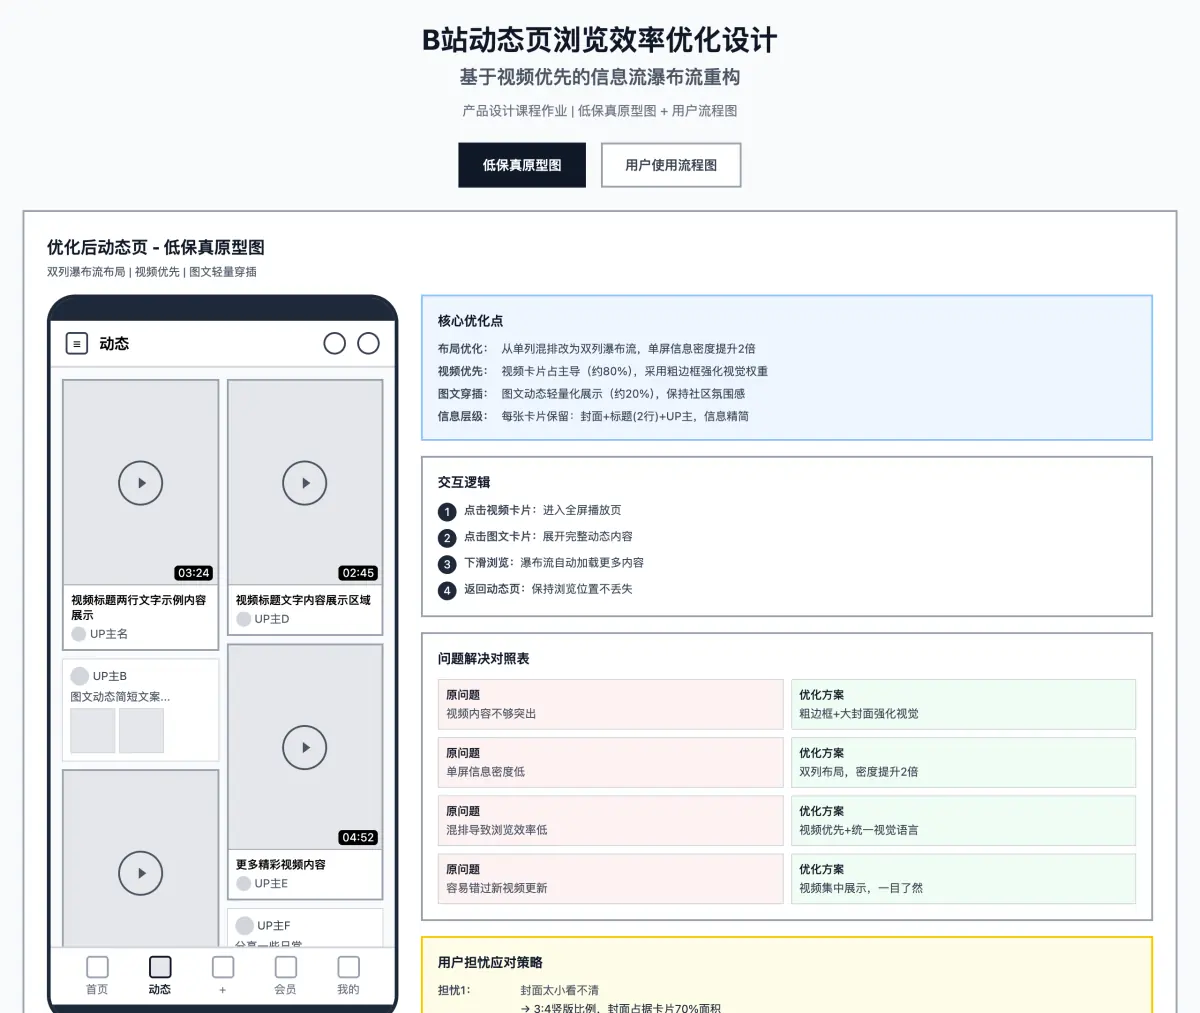 B站动态页浏览效率优化设计
基于视频优先的信息流瀑布流重构
产品设计课程作业 | 低保真原型图 + 用户流程图
低保真原型图
用户使用流程图
优化后动态页 - 低保真原型图
双列瀑布流布局 | 视频优先 | 图文轻量穿插
动态
03:24
视频标题两行文字示例内容
展示
UP主名
UP主B
图文动态简短文案...
02:45
视频标题文字内容展示区域
UP主D
04:52
更多精彩视频内容
UP主E
UP主F
分享一些日常
首页
动态
+
会员
我的
核心优化点
布局优化： 从单列混排改为双列瀑布流，单屏信息密度提升2倍
视频优先： 视频卡片占主导（约80%），采用粗边框强化视觉权重
图文穿插： 图文动态轻量化展示（约20%），保持社区氛围感
信息层级： 每张卡片保留：封面+标题(2行)+UP主，信息精简
交互逻辑
1 点击视频卡片：进入全屏播放页
2 点击图文卡片：展开完整动态内容
3 下滑浏览：瀑布流自动加载更多内容
4 返回动态页：保持浏览位置不丢失
问题解决对照表
原问题
视频内容不够突出
优化方案
粗边框+大封面强化视觉
原问题
单屏信息密度低
优化方案
双列布局，密度提升2倍
原问题
混排导致浏览效率低
优化方案
视频优先+统一视觉语言
原问题
容易错过新视频更新
优化方案
视频集中展示，一目了然
用户担忧应对策略
担忧1： 封面太小看不清
→ 3:4竖版比例，封面占据卡片70%面积